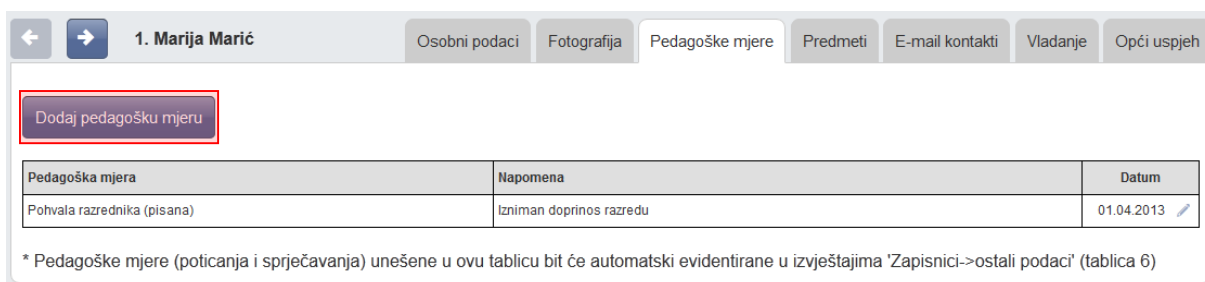 1. Marija Marić Osobni podaci Fotografija Pedagoške mjere Predmeti E-mail kontakti Vladanje Opći uspjeh
Dodaj pedagošku mjeru
Pedagoška mjera Napomena Datum
Pohvala razrednika (pisana) Izniman doprinos razredu 01.04.2013
* Pedagoške mjere (poticanja i sprječavanja) unešene u ovu tablicu bit će automatski evidentirane u izvještajima 'Zapisnici->ostali podaci' (tablica 6)